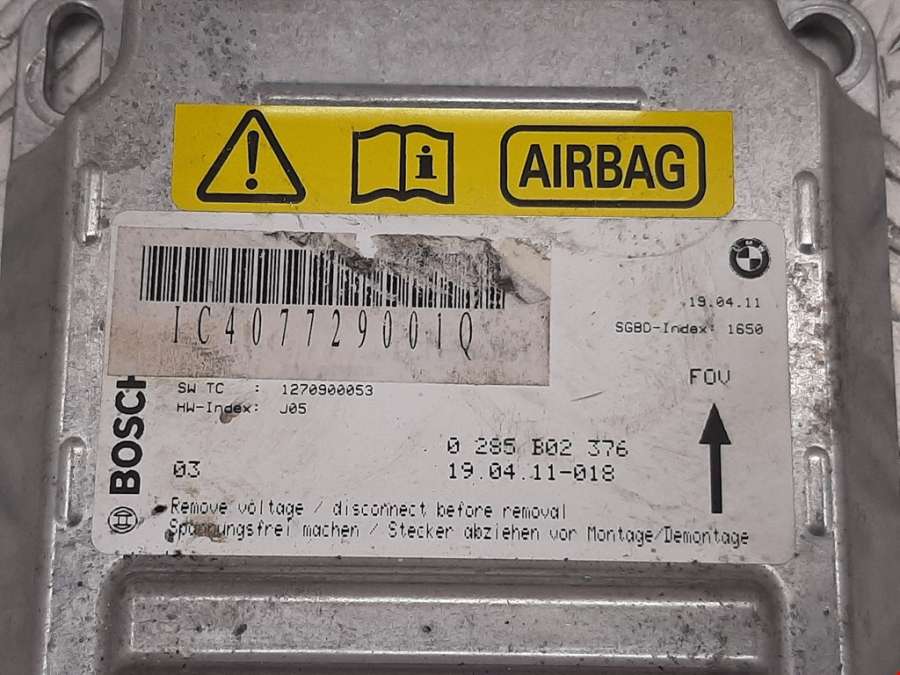 AIRBAG
19.04.11
SGBD-Index: 1650
IC4077290010Q
FOV
SW TC : 1270900053
HW-Index: J05
BOSCH
0 285 B02 376
03
19.04.11-018
Remove voltage / disconnect before removal
Spannungsfrei machen / Stecker abziehen vor Montage/Demontage